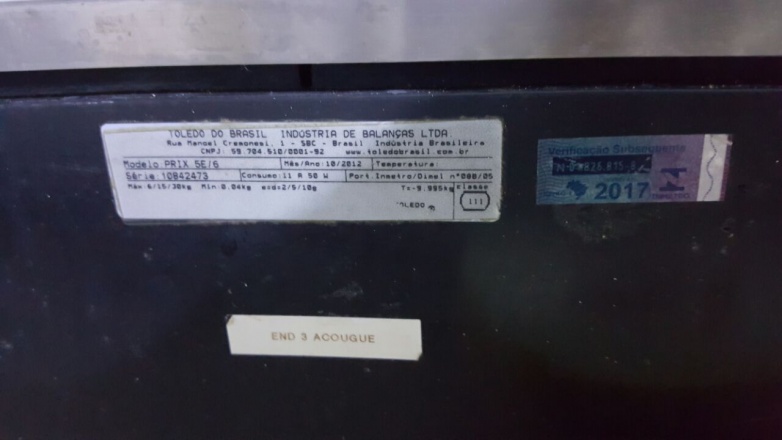 TOLEDO DO BRASIL INDÚSTRIA DE BALANÇAS LTDA.
Rua Manoel Cremonesi, 1 - SBC - Brasil Indústria Brasileira
CNPJ: 59.704.510/0001-92 www.toledobrasil.com.br
Modelo PRIX 5E/6 Mês/Ano:10/2012 Temperatura:
Série 10842473 Consumo:11 A 50 W Port.Inmetro/Dimel nº088/05
Máx 6/15/30kg Mín:0.04kg e=d=2/5/10g T=-9.995kg Classe
TOLEDO III
Verificação Subsequente
2017
INMETRO
END 3 ACOUGUE